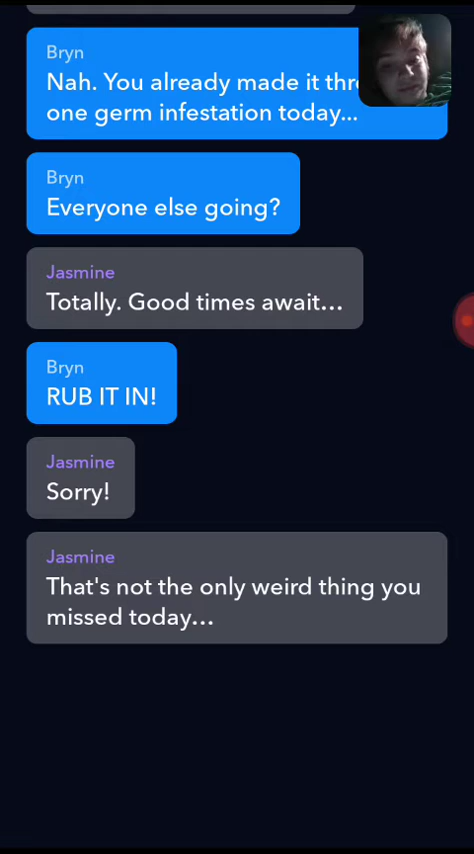 Bryn
Nah. You already made it
one germ infestation today...
Bryn
Everyone else going?
Jasmine
Totally. Good times await...
Bryn
RUB IT IN!
Jasmine
Sorry!
Jasmine
That's not the only weird thing you
missed today...